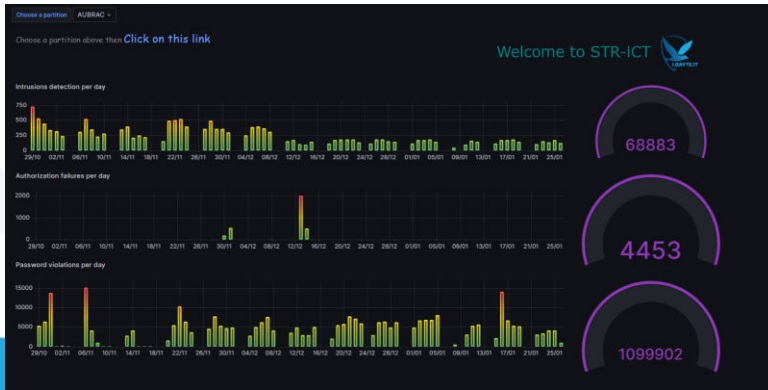 Choose a partition AUBRAC
Choose a partition above then Click on this link
Welcome to STR-ICT
I.DAYTE.IT
Intrusions detection per day
750
500
250
0
29/10 02/11 06/11 10/11 14/11 18/11 22/11 26/11 30/11 04/12 08/12 12/12 16/12 20/12 24/12 28/12 01/01 05/01 09/01 13/01 17/01 21/01 25/01
68883
Authorization failures per day
2000
1000
0
29/10 02/11 06/11 10/11 14/11 18/11 22/11 26/11 30/11 04/12 08/12 12/12 16/12 20/12 24/12 28/12 01/01 05/01 09/01 13/01 17/01 21/01 25/01
4453
Password violations per day
15000
10000
5000
0
29/10 02/11 06/11 10/11 14/11 18/11 22/11 26/11 30/11 04/12 08/12 12/12 16/12 20/12 24/12 28/12 01/01 05/01 09/01 13/01 17/01 21/01 25/01
1099902